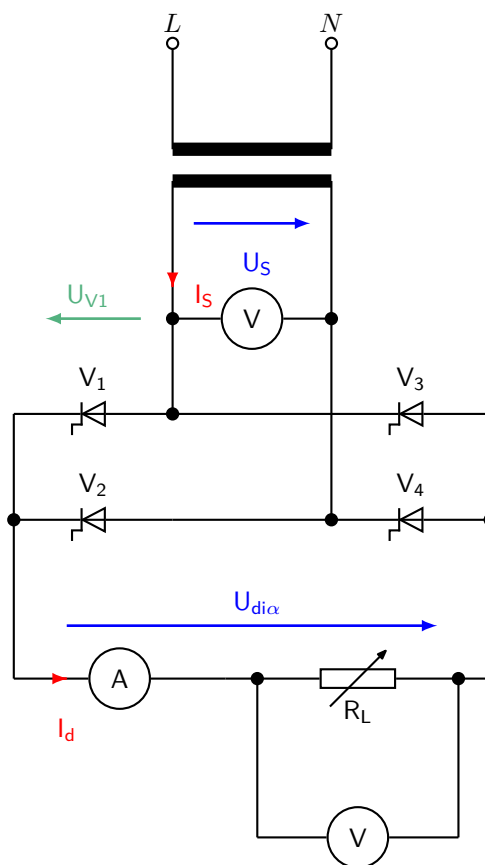 L N
U_S
U_V1 I_S V
V_1 V_3
V_2 V_4
U_diα
A
I_d R_L
V